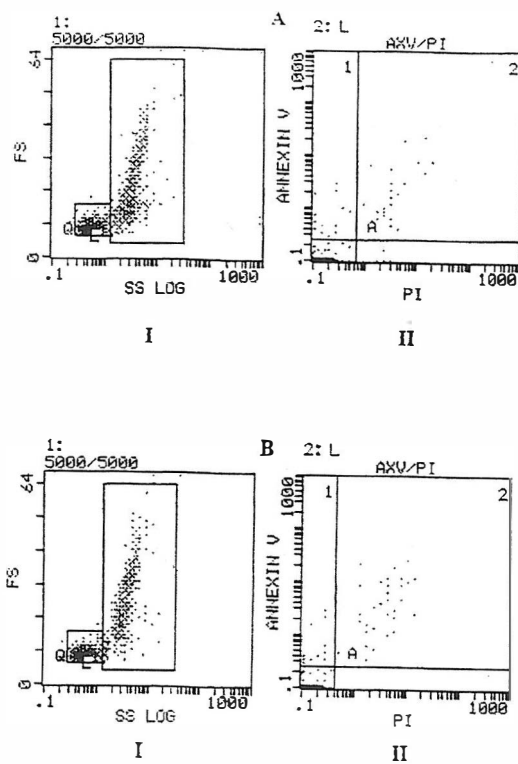 A
1:
5000/5000
64
FS
0
.1
1000
SS LOG
I
2: L
AXV/PI
1000
ANNEXIN V
.1
1
2
A
.1
1000
PI
II
B
1:
5000/5000
64
FS
0
.1
1000
SS LOG
I
2: L
AXV/PI
1000
ANNEXIN V
.1
1
2
A
.1
1000
PI
II